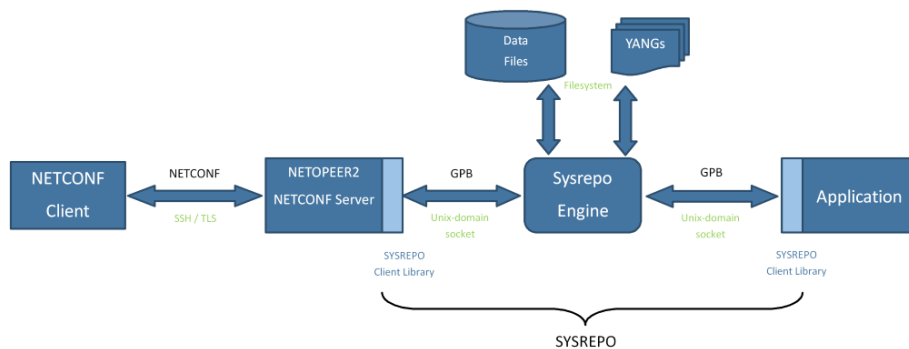 Data
Files
YANGs
Filesystem
NETCONF
Client
NETCONF
SSH / TLS
NETOPEER2
NETCONF Server
GPB
Unix-domain
socket
Sysrepo
Engine
GPB
Unix-domain
socket
Application
SYSREPO
Client Library
SYSREPO
Client Library
SYSREPO